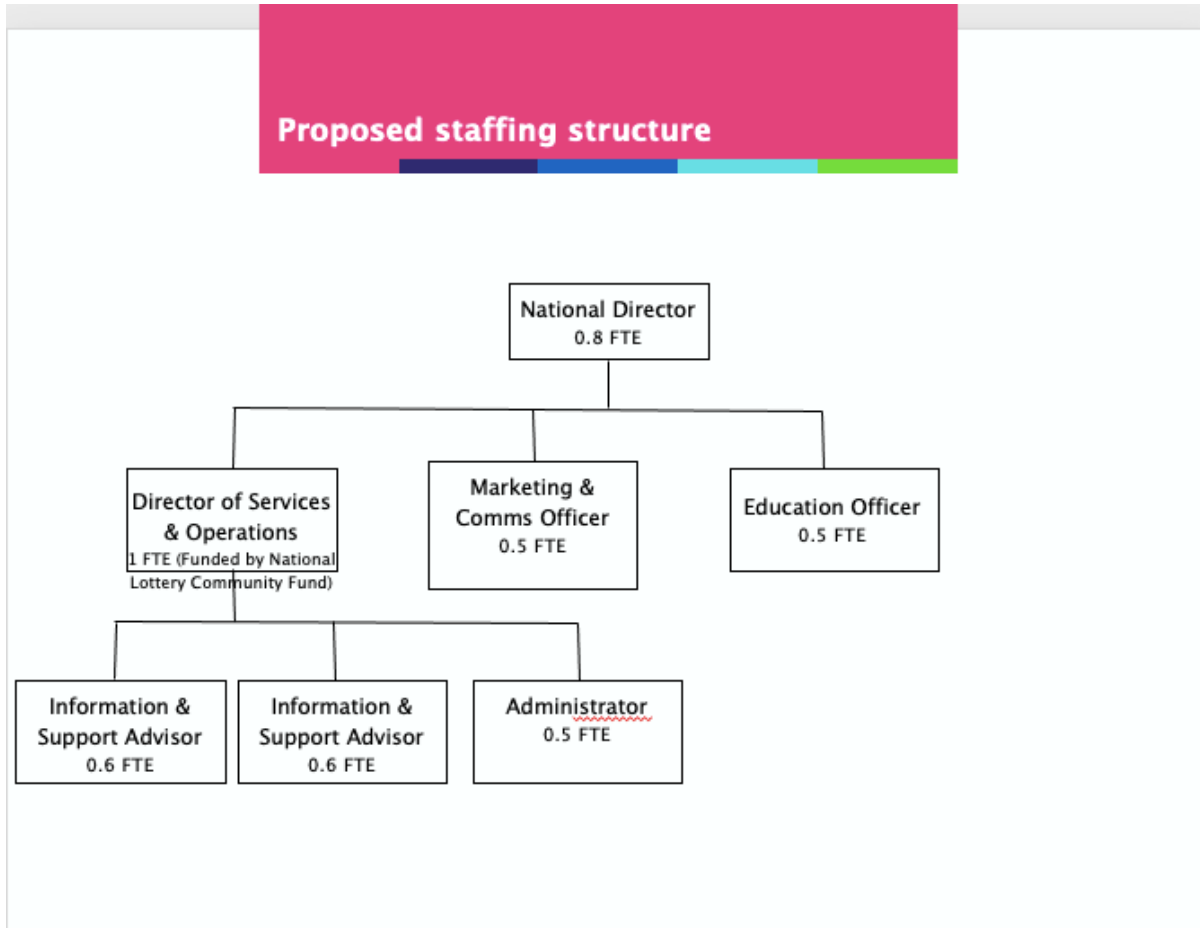 Proposed staffing structure
National Director
0.8 FTE
Director of Services
& Operations
1 FTE (Funded by National
Lottery Community Fund)
Marketing &
Comms Officer
0.5 FTE
Education Officer
0.5 FTE
Information &
Support Advisor
0.6 FTE
Information &
Support Advisor
0.6 FTE
Administrator
0.5 FTE